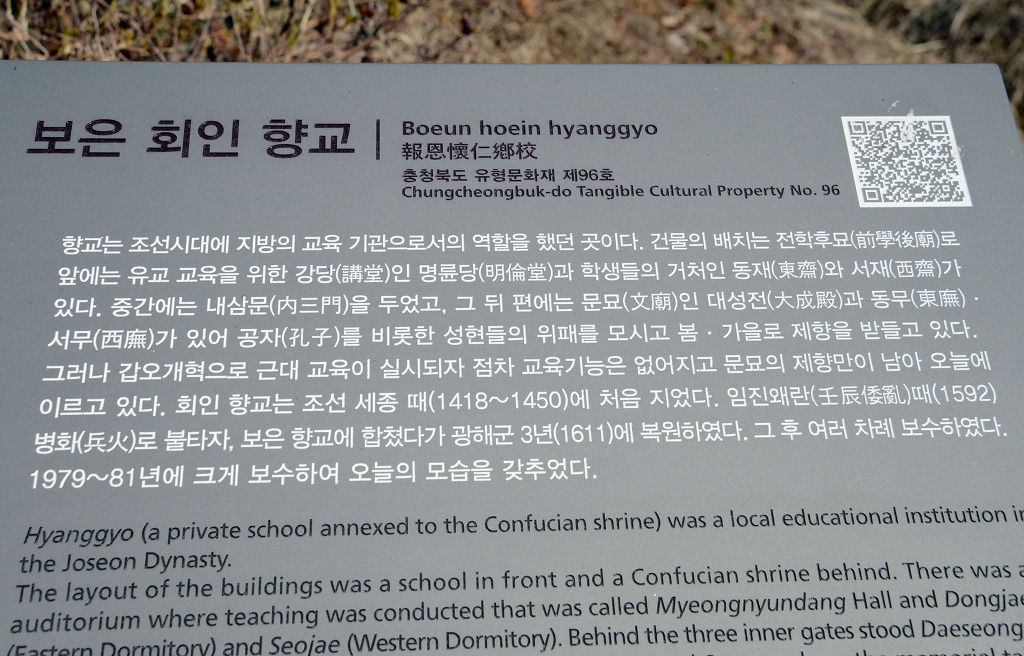 보은 회인 향교
Boeun hoein hyanggyo
報恩懷仁鄕校
충청북도 유형문화재 제96호
Chungcheongbuk-do Tangible Cultural Property No. 96
향교는 조선시대에 지방의 교육 기관으로서의 역할을 했던 곳이다. 건물의 배치는 전학후묘(前學後廟)로
앞에는 유교 교육을 위한 강당(講堂)인 명륜당(明倫堂)과 학생들의 거처인 동재(東齋)와 서재(西齋)가
있다. 중간에는 내삼문(內三門)을 두었고, 그 뒤 편에는 문묘(文廟)인 대성전(大成殿)과 동무(東廡)ㆍ
서무(西廡)가 있어 공자(孔子)를 비롯한 성현들의 위패를 모시고 봄ㆍ가을로 제향을 받들고 있다.
그러나 갑오개혁으로 근대 교육이 실시되자 점차 교육기능은 없어지고 문묘의 제향만이 남아 오늘에
이르고 있다. 회인 향교는 조선 세종 때(1418～1450)에 처음 지었다. 임진왜란(壬辰倭亂)때(1592)
병화(兵火)로 불타자, 보은 향교에 합쳤다가 광해군 3년(1611)에 복원하였다. 그 후 여러 차례 보수하였다.
1979～81년에 크게 보수하여 오늘의 모습을 갖추었다.
Hyanggyo (a private school annexed to the Confucian shrine) was a local educational institution in
the Joseon Dynasty.
The layout of the buildings was a school in front and a Confucian shrine behind. There was a
auditorium where teaching was conducted that was called Myeongnyundang Hall and Dongjae
(Eastern Dormitory) and Seojae (Western Dormitory). Behind the three inner gates stood Daeseong
the memorial